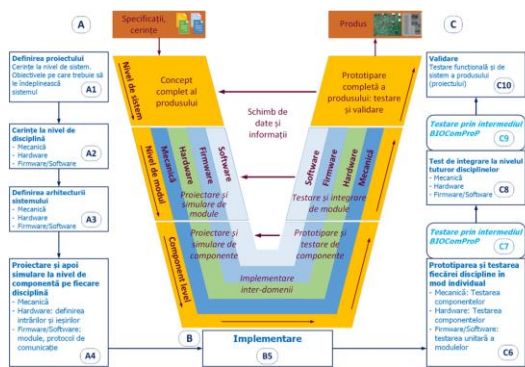 A
Specificații,
cerințe
Produs
C
Definirea proiectului
Cerințe la nivel de sistem.
Obiectivele pe care trebuie să
le îndeplinească
sistemul
A1
Cerințe la nivel de
disciplină
- Mecanică
- Hardware
- Firmware/Software
A2
Definirea arhitecturii
sistemului
- Mecanică
- Hardware
- Firmware/Software
A3
Proiectare și apoi
simulare la nivel de
componentă pe fiecare
disciplină
- Mecanică
- Hardware: definirea
intrărilor și ieșirilor
- Firmware/Software:
module, protocol de
comunicație
A4
Nivel de sistem
Concept
complet al
produsului
Prototipare
completă a
produsului: testare
și validare
Schimb de
date și
informații
Nivel de modul
Mecanică
Hardware
Firmware
Software
Proiectare și
simulare de
module
Software
Firmware
Hardware
Mecanică
Testare și integrare
de module
Component level
Proiectare și
simulare de
componente
Prototipare și
testare de
componente
Implementare
inter-domenii
B
Implementare
B5
Validare
Testare funcțională și de
sistem a produsului
(proiectului)
C10
Testare prin intermediul
BIOComProP
C9
Test de integrare la nivelul
tuturor disciplinelor
- Mecanică
- Hardware
- Firmware/Software
C8
Testare prin intermediul
BIOComProP
C7
Prototiparea și testarea
fiecărei discipline în
mod individual
- Mecanică: Testarea
componentelor
- Hardware: Testarea
componentelor
- Firmware/Software:
testarea unitară a
modulelor
C6